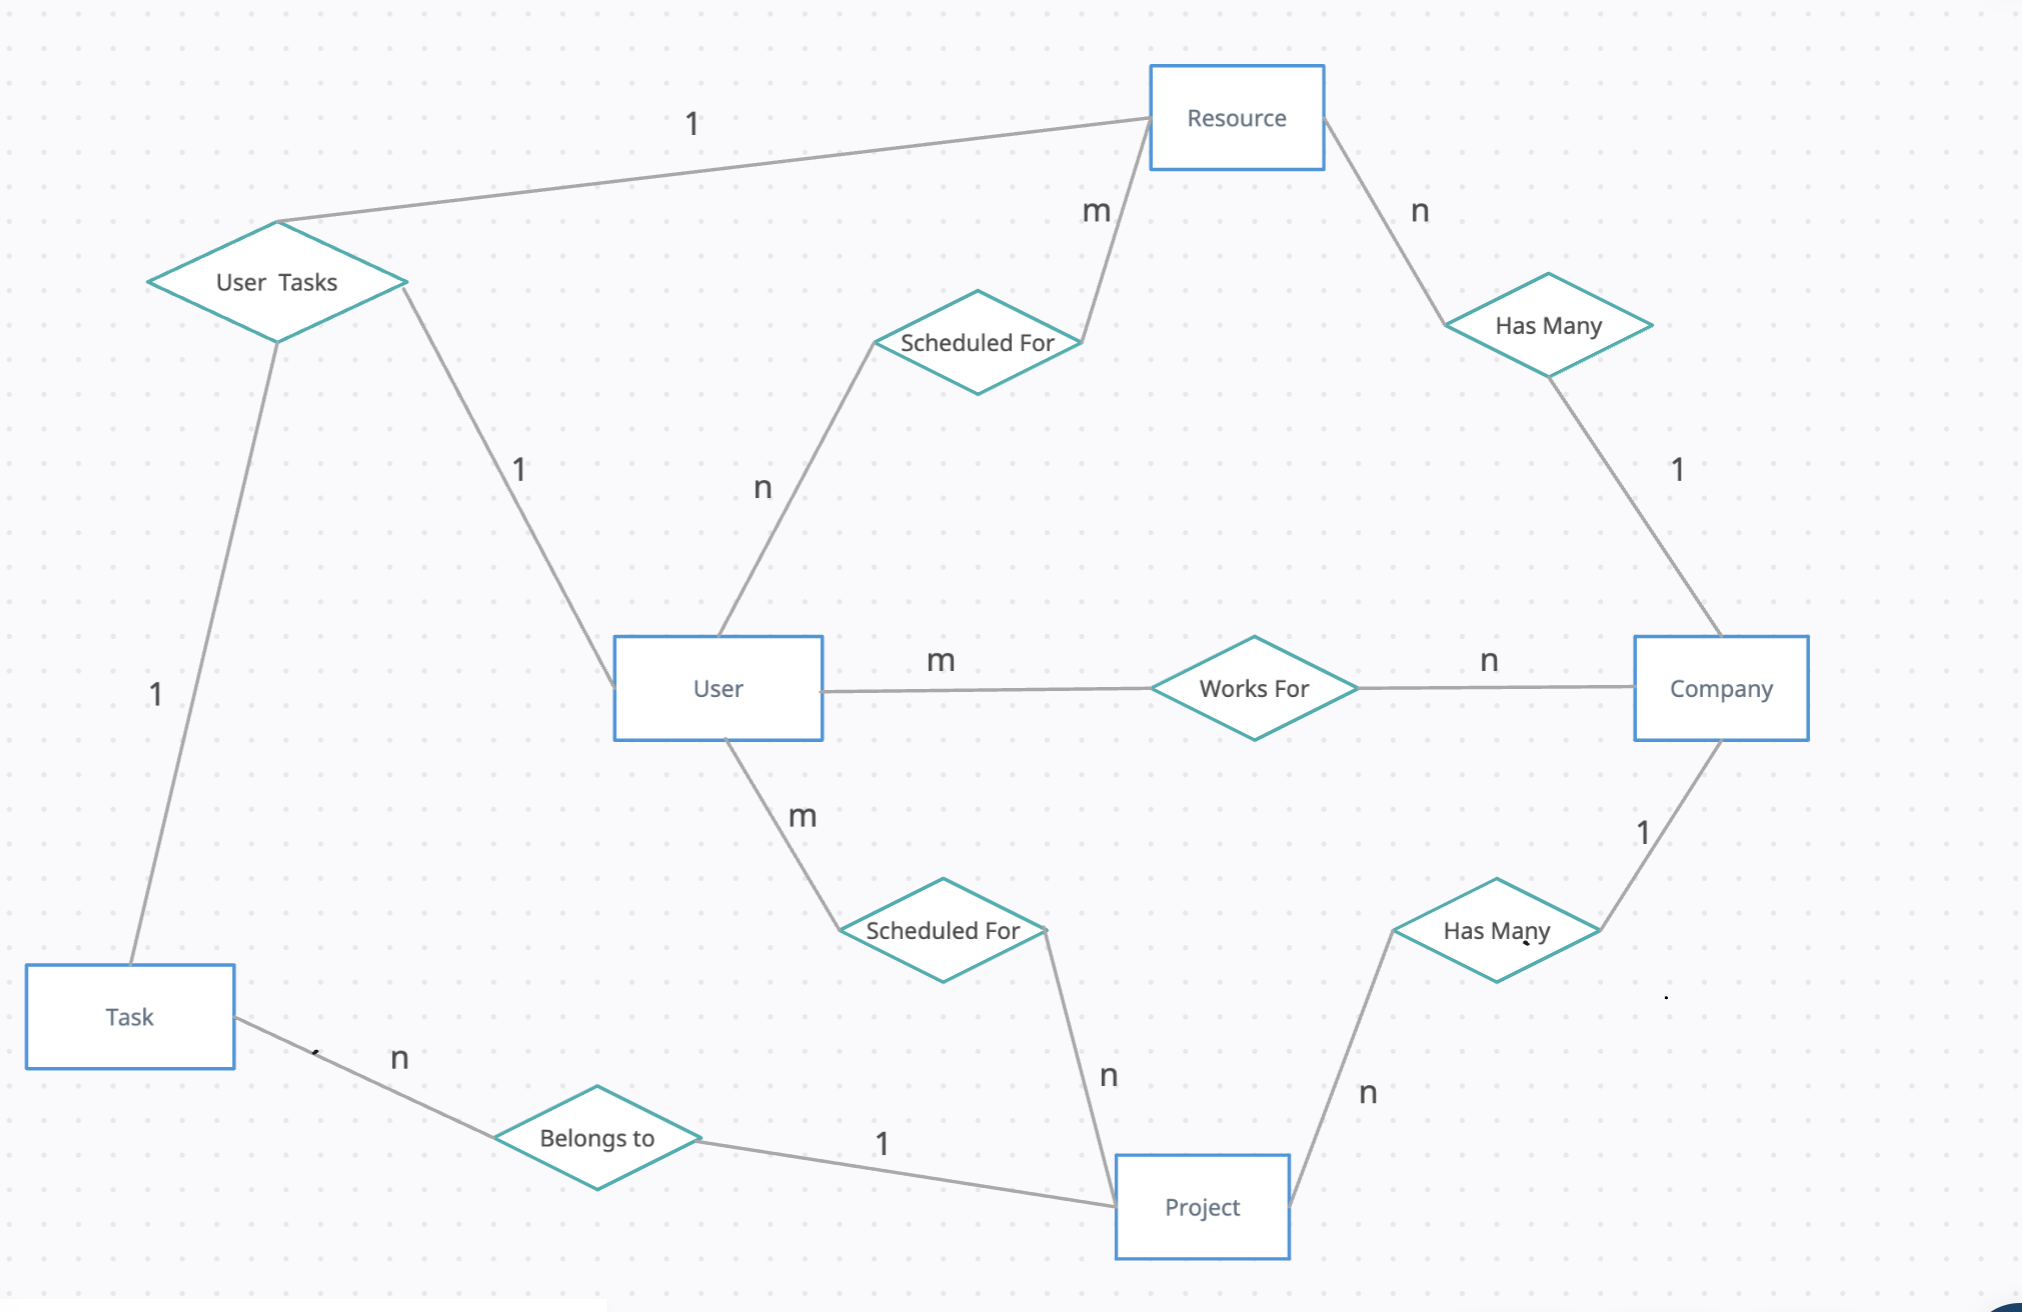 Resource
1
m
n
User  Tasks
Has Many
Scheduled For
1
1
n
m
n
User
Works For
Company
1
m
1
Scheduled For
Has Many
Task
n
n
n
Belongs to
1
Project